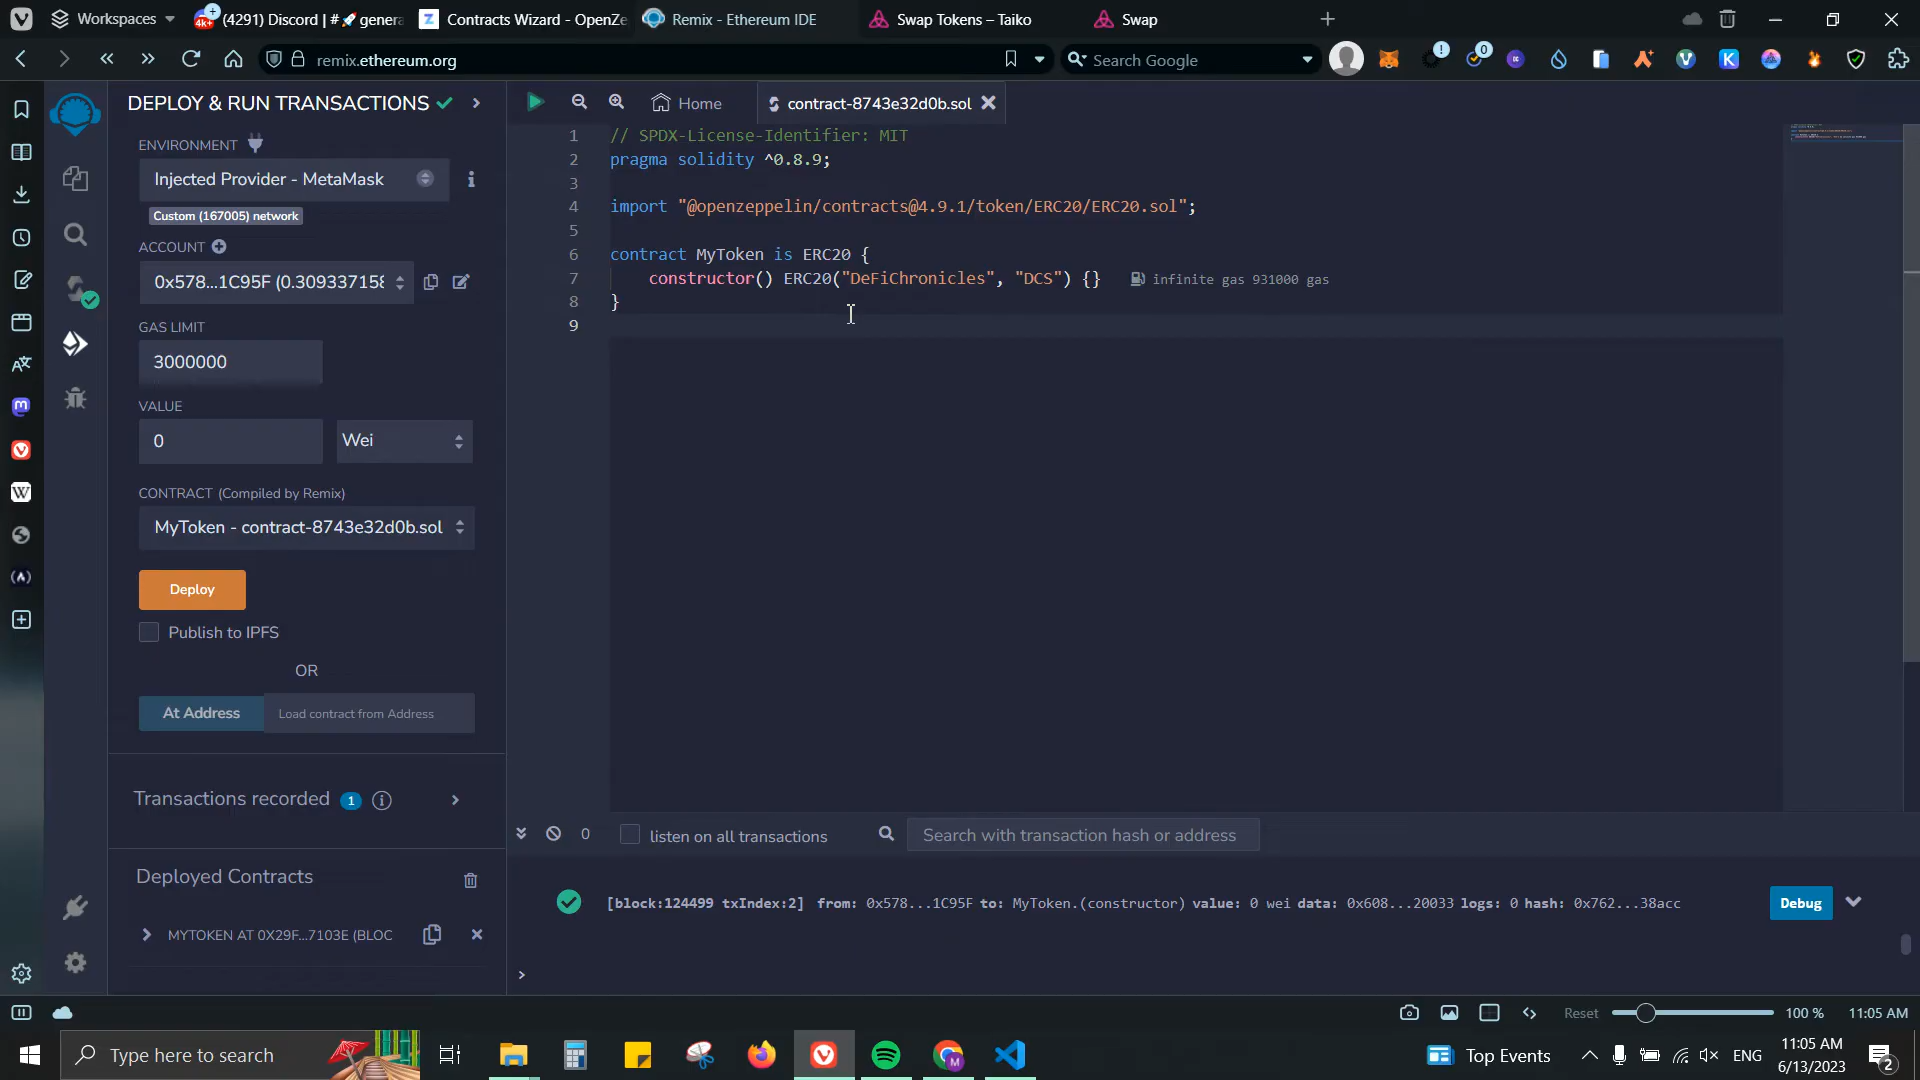 Workspaces
(4291) Discord | #🚀 genera
Contracts Wizard - OpenZe
Remix - Ethereum IDE
Swap Tokens – Taiko
Swap
4k+
remix.ethereum.org
Search Google
!
0
DEPLOY & RUN TRANSACTIONS
ENVIRONMENT
Injected Provider - MetaMask
Custom (167005) network
ACCOUNT
0x578...1C95F (0.309337158
GAS LIMIT
3000000
VALUE
0
Wei
CONTRACT (Compiled by Remix)
MyToken - contract-8743e32d0b.sol
Deploy
Publish to IPFS
OR
At Address
Load contract from Address
Transactions recorded 1
Deployed Contracts
MYTOKEN AT 0X29F...7103E (BLOC
Home
contract-8743e32d0b.sol
1 // SPDX-License-Identifier: MIT
2 pragma solidity ^0.8.9;
3
4 import "@openzeppelin/contracts@4.9.1/token/ERC20/ERC20.sol";
5
6 contract MyToken is ERC20 {
7 constructor() ERC20("DeFiChronicles", "DCS") {} infinite gas 931000 gas
8 }
9
0
listen on all transactions
Search with transaction hash or address
[block:124499 txIndex:2] from: 0x578...1C95F to: MyToken.(constructor) value: 0 wei data: 0x608...20033 logs: 0 hash: 0x762...38acc
Debug
>
Reset
100 %
11:05 AM
Type here to search
Top Events
ENG
11:05 AM
6/13/2023
2